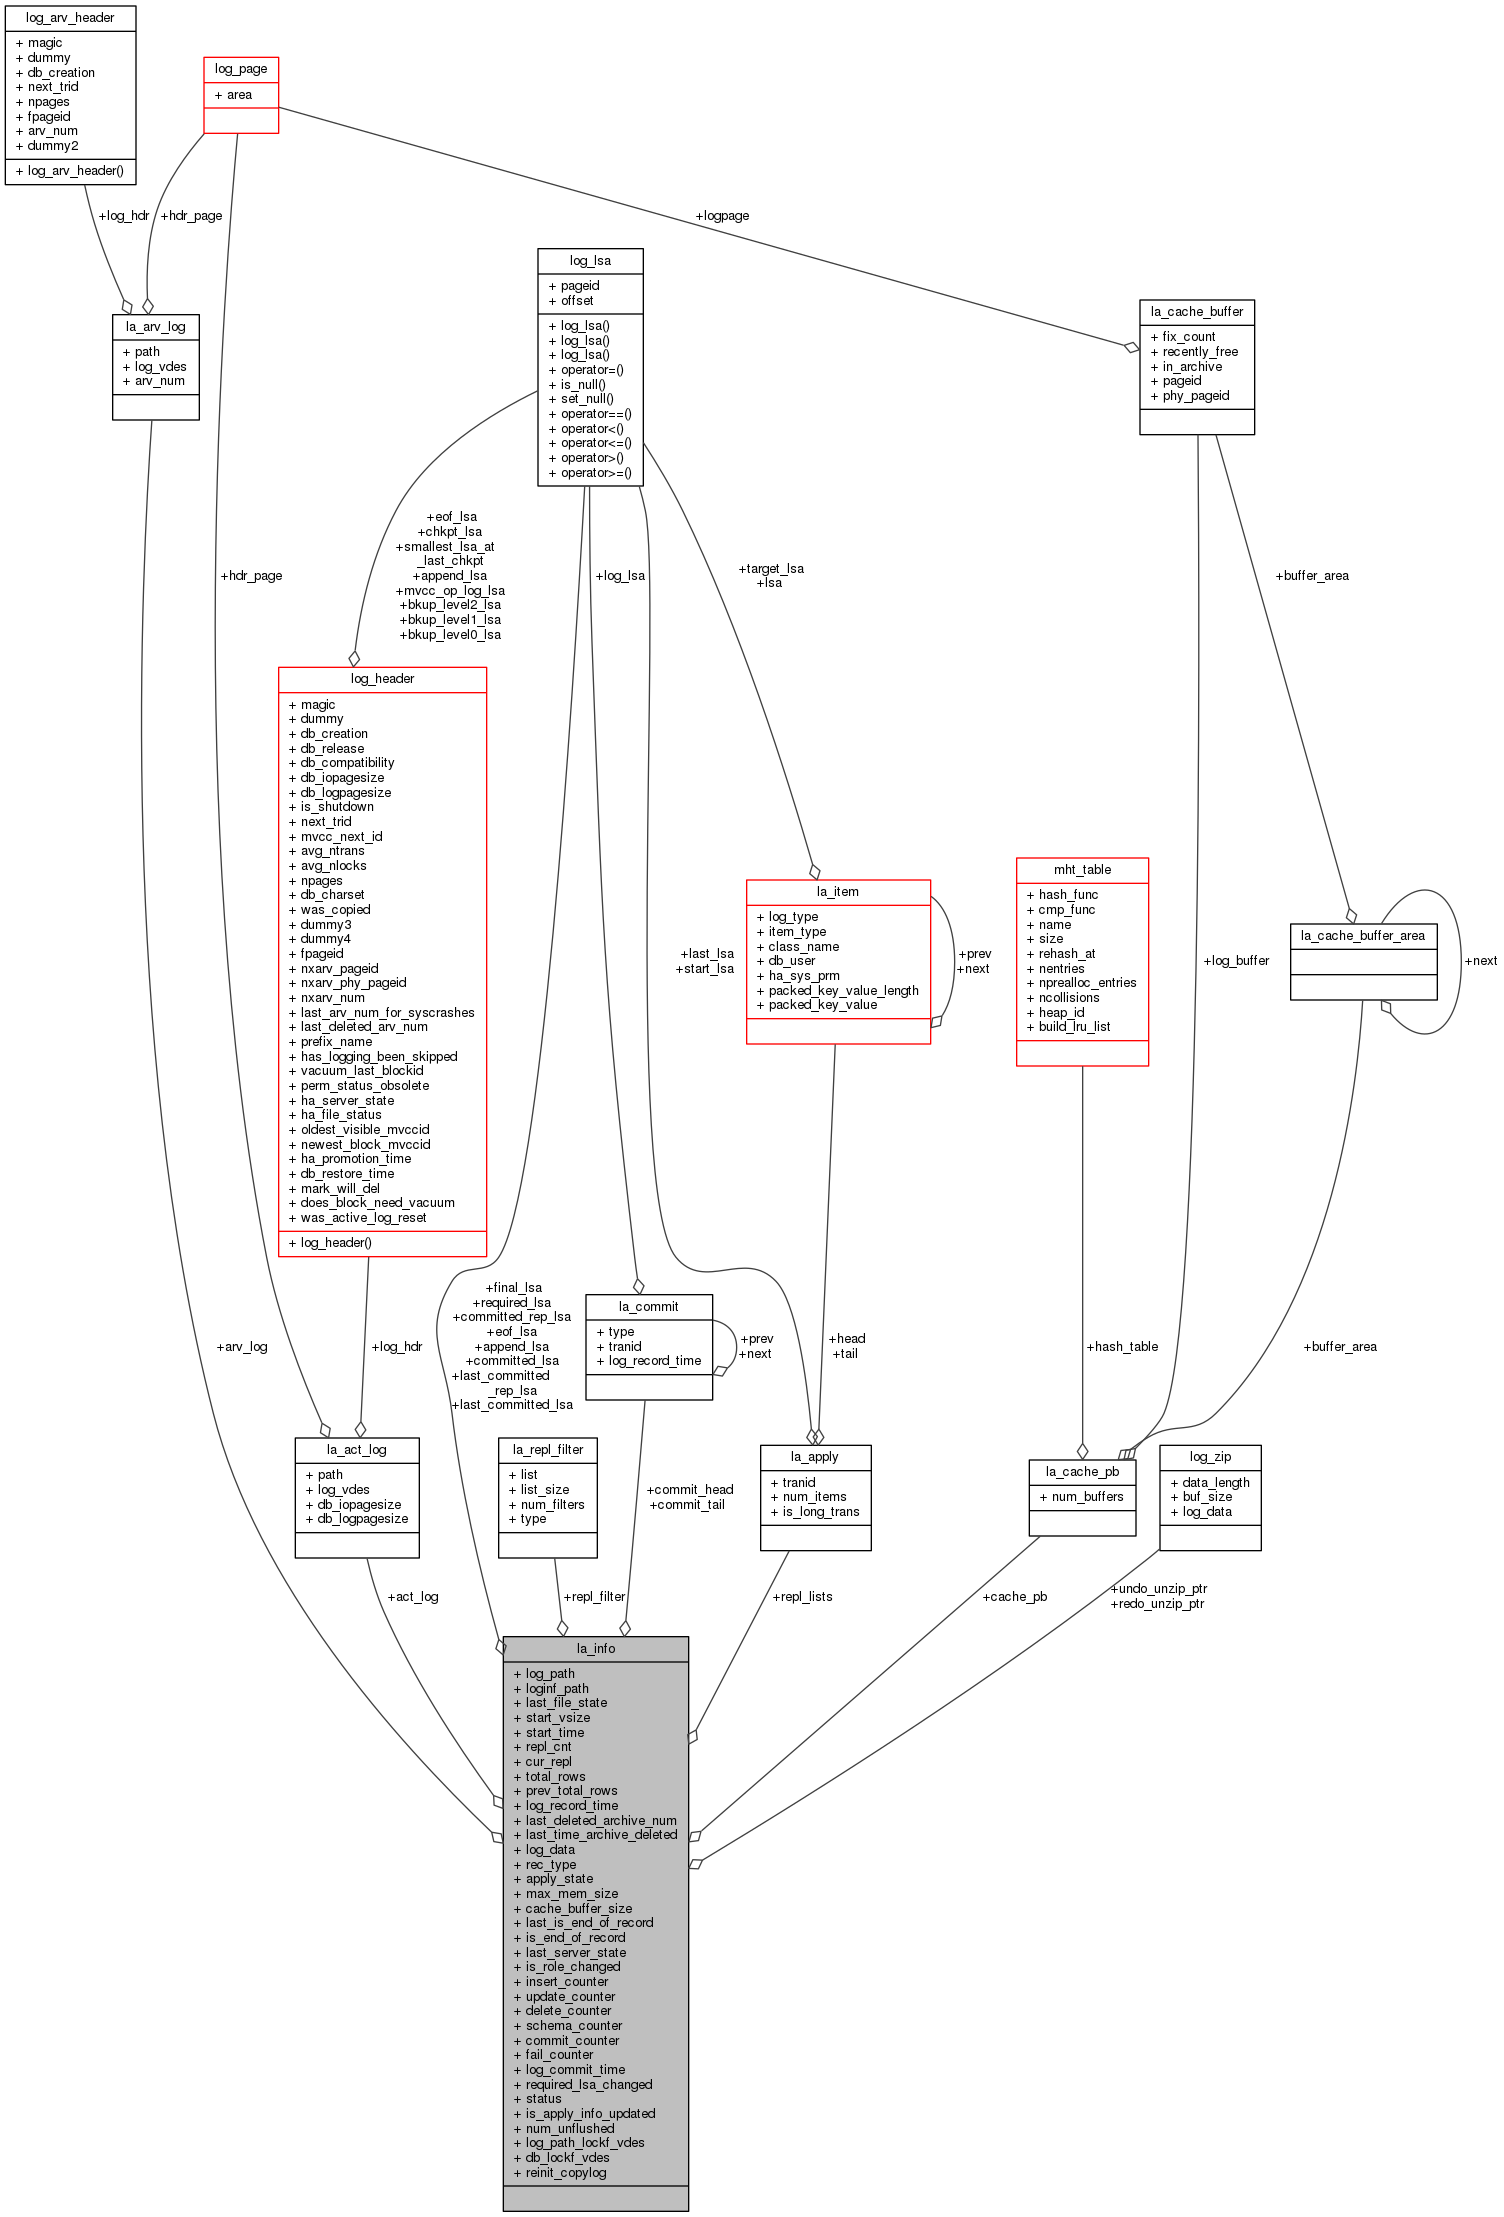 log_arv_header
+ magic
+ dummy
+ db_creation
+ next_trid
+ npages
+ fpageid
+ arv_num
+ dummy2
+ log_arv_header()
log_page
+ area
+log_hdr
+hdr_page
+logpage
log_lsa
+ pageid
+ offset
+ log_lsa()
+ log_lsa()
+ log_lsa()
+ operator=()
+ is_null()
+ set_null()
+ operator==()
+ operator<()
+ operator<=()
+ operator>()
+ operator>=()
la_arv_log
+ path
+ log_vdes
+ arv_num
la_cache_buffer
+ fix_count
+ recently_free
+ in_archive
+ pageid
+ phy_pageid
+hdr_page
+eof_lsa
+chkpt_lsa
+smallest_lsa_at
_last_chkpt
+append_lsa
+mvcc_op_log_lsa
+bkup_level2_lsa
+bkup_level1_lsa
+bkup_level0_lsa
+log_lsa
+target_lsa
+lsa
+buffer_area
log_header
+ magic
+ dummy
+ db_creation
+ db_release
+ db_compatibility
+ db_iopagesize
+ db_logpagesize
+ is_shutdown
+ next_trid
+ mvcc_next_id
+ avg_ntrans
+ avg_nlocks
+ npages
+ db_charset
+ was_copied
+ dummy3
+ dummy4
+ fpageid
+ nxarv_pageid
+ nxarv_phy_pageid
+ nxarv_num
+ last_arv_num_for_syscrashes
+ last_deleted_arv_num
+ prefix_name
+ has_logging_been_skipped
+ vacuum_last_blockid
+ perm_status_obsolete
+ ha_server_state
+ ha_file_status
+ oldest_visible_mvccid
+ newest_block_mvccid
+ ha_promotion_time
+ db_restore_time
+ mark_will_del
+ does_block_need_vacuum
+ was_active_log_reset
+ log_header()
+last_lsa
+start_lsa
la_item
+ log_type
+ item_type
+ class_name
+ db_user
+ ha_sys_prm
+ packed_key_value_length
+ packed_key_value
+prev
+next
mht_table
+ hash_func
+ cmp_func
+ name
+ size
+ rehash_at
+ nentries
+ nprealloc_entries
+ ncollisions
+ heap_id
+ build_lru_list
+log_buffer
la_cache_buffer_area
+next
+arv_log
+log_hdr
+final_lsa
+required_lsa
+committed_rep_lsa
+eof_lsa
+append_lsa
+committed_lsa
+last_committed
_rep_lsa
+last_committed_lsa
la_commit
+ type
+ tranid
+ log_record_time
+prev
+next
+head
+tail
+hash_table
+buffer_area
la_act_log
+ path
+ log_vdes
+ db_iopagesize
+ db_logpagesize
la_repl_filter
+ list
+ list_size
+ num_filters
+ type
+commit_head
+commit_tail
la_apply
+ tranid
+ num_items
+ is_long_trans
la_cache_pb
+ num_buffers
log_zip
+ data_length
+ buf_size
+ log_data
+act_log
+repl_filter
+repl_lists
+cache_pb
+undo_unzip_ptr
+redo_unzip_ptr
la_info
+ log_path
+ loginf_path
+ last_file_state
+ start_vsize
+ start_time
+ repl_cnt
+ cur_repl
+ total_rows
+ prev_total_rows
+ log_record_time
+ last_deleted_archive_num
+ last_time_archive_deleted
+ log_data
+ rec_type
+ apply_state
+ max_mem_size
+ cache_buffer_size
+ last_is_end_of_record
+ is_end_of_record
+ last_server_state
+ is_role_changed
+ insert_counter
+ update_counter
+ delete_counter
+ schema_counter
+ commit_counter
+ fail_counter
+ log_commit_time
+ required_lsa_changed
+ status
+ is_apply_info_updated
+ num_unflushed
+ log_path_lockf_vdes
+ db_lockf_vdes
+ reinit_copylog